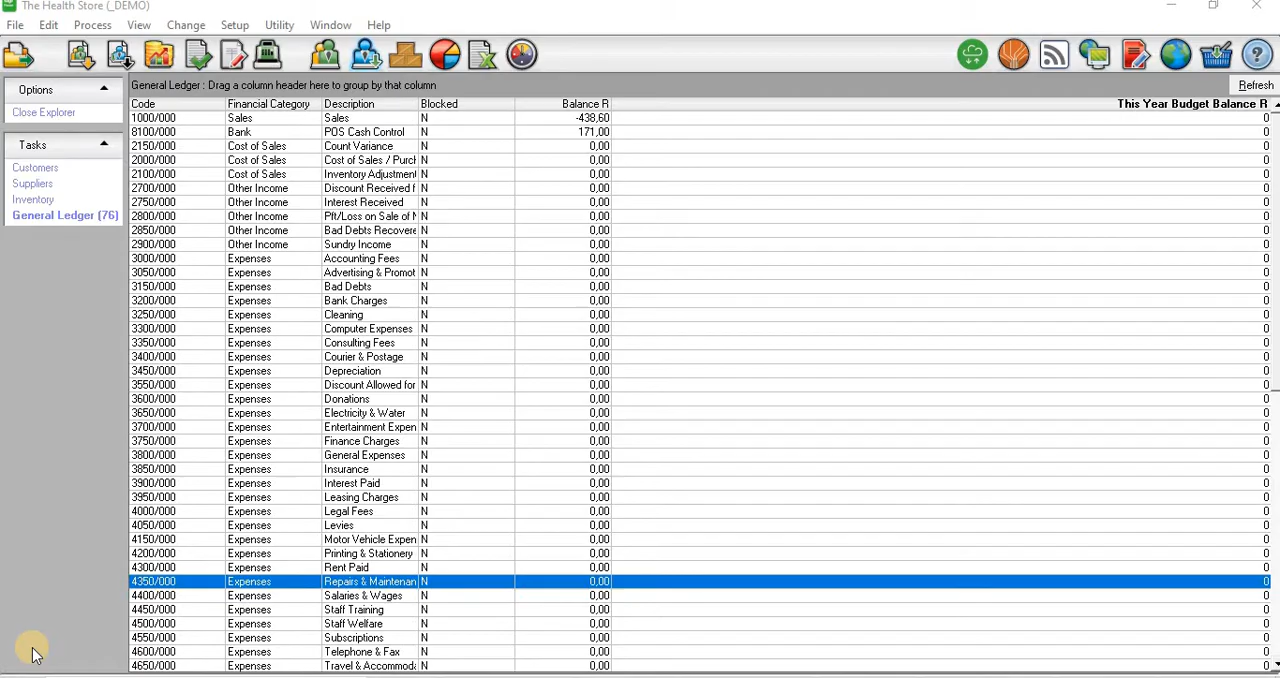 The Health Store (_DEMO)
File Edit Process View Change Setup Utility Window Help
Options
Close Explorer
Tasks
Customers
Suppliers
Inventory
General Ledger (76)
General Ledger : Drag a column header here to group by that column
Refresh
Code Financial Category Description Blocked Balance R This Year Budget Balance R
1000/000 Sales Sales N -438,60 0
8100/000 Bank POS Cash Control N 171,00 0
2150/000 Cost of Sales Count Variance N 0,00 0
2000/000 Cost of Sales Cost of Sales / Purch N 0,00 0
2100/000 Cost of Sales Inventory Adjustment N 0,00 0
2700/000 Other Income Discount Received f N 0,00 0
2750/000 Other Income Interest Received N 0,00 0
2800/000 Other Income Pft/Loss on Sale of N 0,00 0
2850/000 Other Income Bad Debts Recovere N 0,00 0
2900/000 Other Income Sundry Income N 0,00 0
3000/000 Expenses Accounting Fees N 0,00 0
3050/000 Expenses Advertising & Promot N 0,00 0
3150/000 Expenses Bad Debts N 0,00 0
3200/000 Expenses Bank Charges N 0,00 0
3250/000 Expenses Cleaning N 0,00 0
3300/000 Expenses Computer Expenses N 0,00 0
3350/000 Expenses Consulting Fees N 0,00 0
3400/000 Expenses Courier & Postage N 0,00 0
3450/000 Expenses Depreciation N 0,00 0
3550/000 Expenses Discount Allowed for N 0,00 0
3600/000 Expenses Donations N 0,00 0
3650/000 Expenses Electricity & Water N 0,00 0
3700/000 Expenses Entertainment Expen N 0,00 0
3750/000 Expenses Finance Charges N 0,00 0
3800/000 Expenses General Expenses N 0,00 0
3850/000 Expenses Insurance N 0,00 0
3900/000 Expenses Interest Paid N 0,00 0
3950/000 Expenses Leasing Charges N 0,00 0
4000/000 Expenses Legal Fees N 0,00 0
4050/000 Expenses Levies N 0,00 0
4150/000 Expenses Motor Vehicle Expen N 0,00 0
4200/000 Expenses Printing & Stationery N 0,00 0
4300/000 Expenses Rent Paid N 0,00 0
4350/000 Expenses Repairs & Maintenan N 0,00 0
4400/000 Expenses Salaries & Wages N 0,00 0
4450/000 Expenses Staff Training N 0,00 0
4500/000 Expenses Staff Welfare N 0,00 0
4550/000 Expenses Subscriptions N 0,00 0
4600/000 Expenses Telephone & Fax N 0,00 0
4650/000 Expenses Travel & Accommoda N 0,00 0